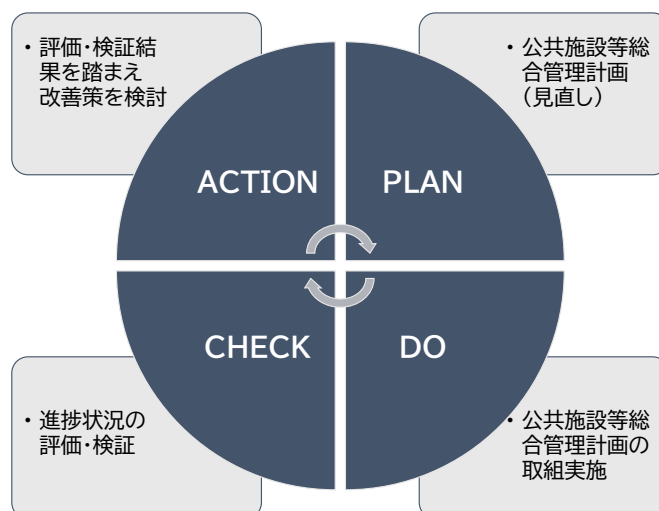 ・評価・検証結
果を踏まえ
改善策を検討
・公共施設等総
合管理計画
(見直し)
ACTION
PLAN
CHECK
DO
・進捗状況の
評価・検証
・公共施設等総
合管理計画の
取組実施